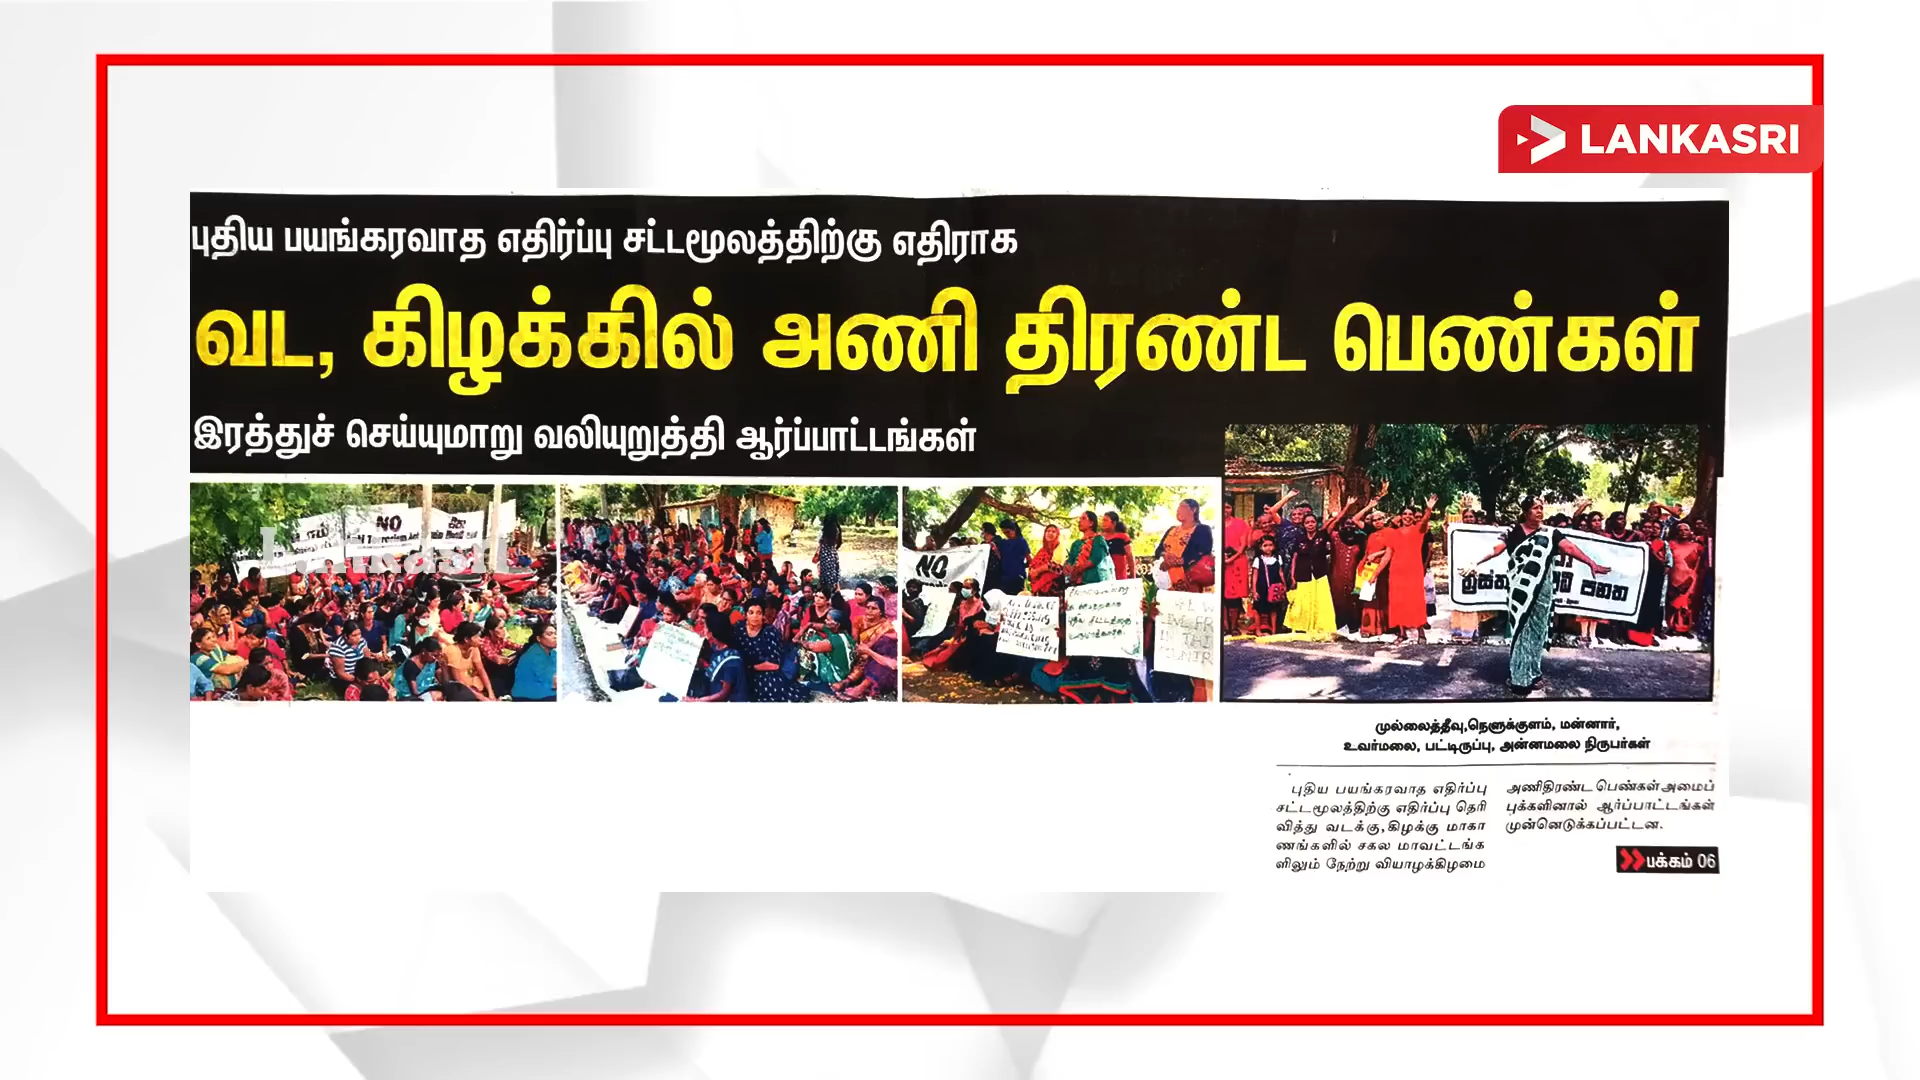 LANKASRI
புதிய பயங்கரவாத எதிர்ப்பு சட்டமூலத்திற்கு எதிராக
வட, கிழக்கில் அணி திரண்ட பெண்கள்
இரத்துச் செய்யுமாறு வலியுறுத்தி ஆர்ப்பாட்டங்கள்
Lankasri
NO
NO
முல்லைத்தீவு,நெளுக்குளம், மன்னார்,
உவர்மலை, பட்டிருப்பு, அன்னமலை நிருபர்கள்
புதிய பயங்கரவாத எதிர்ப்பு
சட்டமூலத்திற்கு எதிர்ப்பு தெரி
வித்து வடக்கு,கிழக்கு மாகா
ணங்களில் சகல மாவட்டங்க
ளிலும் நேற்று வியாழக்கிழமை
அணிதிரண்ட பெண்கள் அமைப்
புக்களினால் ஆர்ப்பாட்டங்கள்
முன்னெடுக்கப்பட்டன.
பக்கம் 06